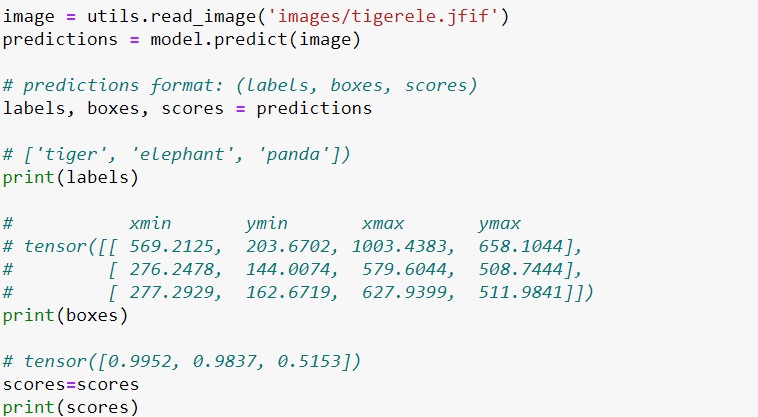 image = utils.read_image('images/tigerele.jfif')
predictions = model.predict(image)
# predictions format: (labels, boxes, scores)
labels, boxes, scores = predictions
# ['tiger', 'elephant', 'panda'])
print(labels)
#            xmin       ymin       xmax       ymax
# tensor([[ 569.2125,  203.6702, 1003.4383,  658.1044],
#         [ 276.2478,  144.0074,  579.6044,  508.7444],
#         [ 277.2929,  162.6719,  627.9399,  511.9841]])
print(boxes)
# tensor([0.9952, 0.9837, 0.5153])
scores=scores
print(scores)